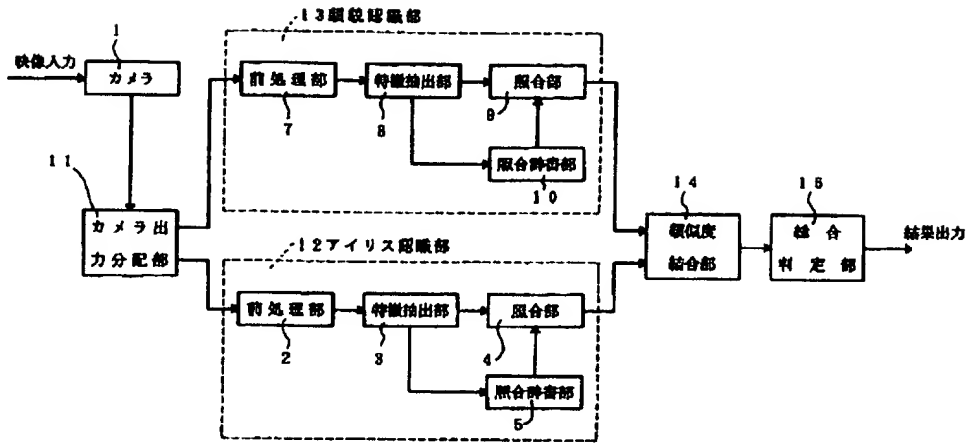 13顔貌認識部
1
映像入力
カメラ
前処理部
特徴抽出部
照合部
7
8
9
11
照合辞書部
10
14
15
カメラ出
力分配部
類似度
結合部
総合
判定部
結果出力
12アイリス認識部
前処理部
特徴抽出部
照合部
2
3
4
照合辞書部
5